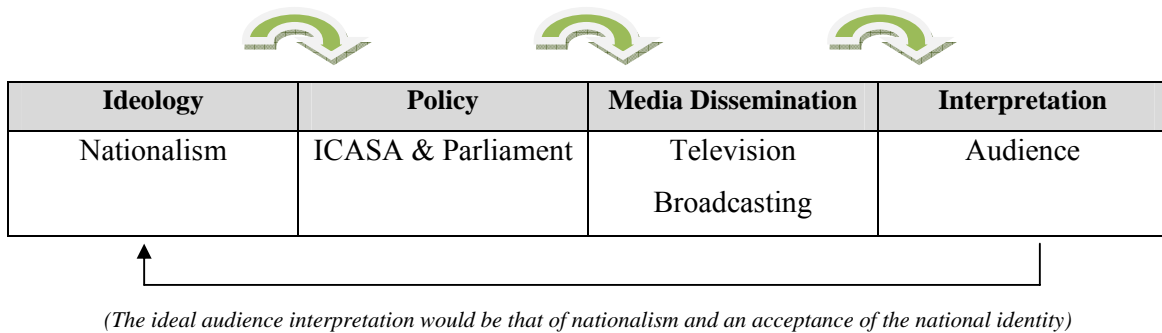 Ideology Policy Media Dissemination Interpretation
Nationalism ICASA & Parliament Television Audience
Broadcasting
(The ideal audience interpretation would be that of nationalism and an acceptance of the national identity)